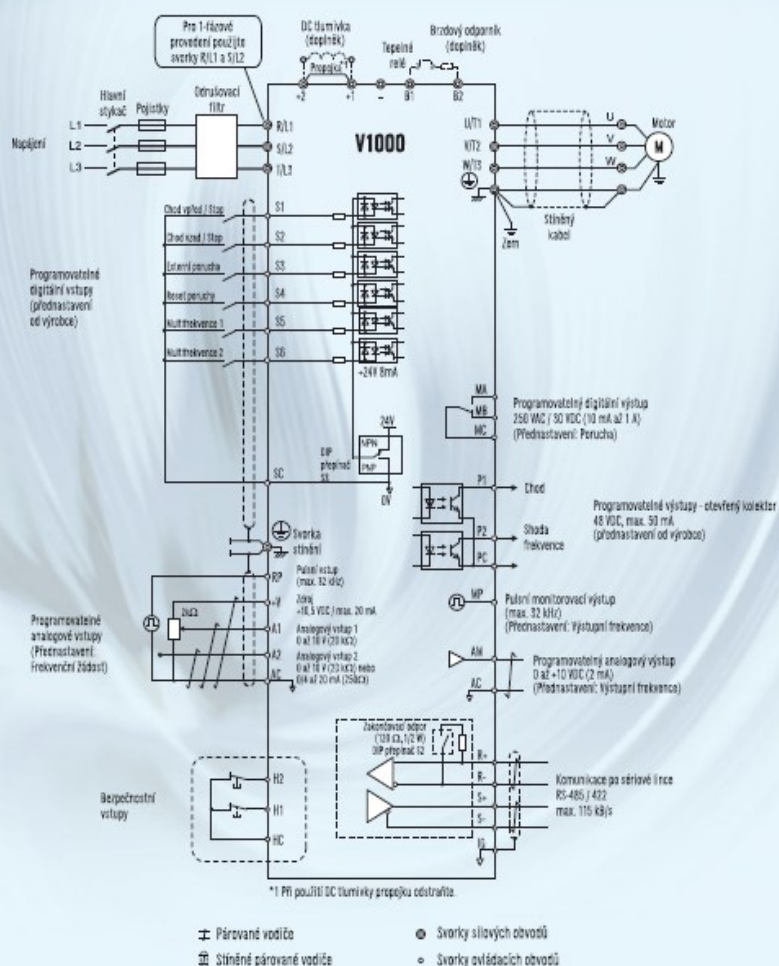 Pro 1-fázové
provedení použijte
svorky R/L1 a S/L2
DC tlumivka
(doplněk)
Propojka*1
Tepelné
relé
Brzdový odporník
(doplněk)
+2
+1
–
B1
B2
Hlavní
stykač
Pojistky
Odrušovací
filtr
Napájení
L1
L2
L3
R/L1
S/L2
T/L3
V1000
U/T1
V/T2
W/T3
U
V
W
Motor
M
Stíněný
kabel
Zem
Programovatelné
digitální vstupy
(přednastavení
od výrobce)
Chod vpřed / Stop
S1
Chod vzad / Stop
S2
Externí porucha
S3
Reset poruchy
S4
Multifrekvence 1
S5
Multifrekvence 2
S6
+24V 8mA
24V
NPN
PNP
0V
DIP
přepínač
S3
SC
MA
MB
MC
Programovatelný digitální výstup
250 VAC / 30 VDC (10 mA až 1 A)
(Přednastavení: Porucha)
P1
Chod
P2
Shoda
frekvence
PC
Programovatelné výstupy - otevřený kolektor
48 VDC, max. 50 mA
(přednastavení od výrobce)
Svorka
stínění
Programovatelné
analogové vstupy
(Přednastavení:
Frekvenční žádost)
2kΩ
RP
Pulsní vstup
(max. 32 kHz)
+V
Zdroj
+10,5 VDC / max. 20 mA
A1
Analogový vstup 1
0 až 10 V (20 kΩ)
A2
Analogový vstup 2
0 až 10 V (20 kΩ) nebo
0/4 až 20 mA (250Ω)
AC
MP
Pulsní monitorovací výstup
(max. 32 kHz)
(Přednastavení: Výstupní frekvence)
AM
AC
Programovatelný analogový výstup
0 až +10 VDC (2 mA)
(Přednastavení: Výstupní frekvence)
Zakončovací odpor
(120 Ω, 1/2 W)
DIP přepínač S2
R+
R-
S+
S-
IG
Komunikace po sériové lince
RS-485 / 422
max. 115 kB/s
Bezpečnostní
vstupy
H2
H1
HC
*1 Při použití DC tlumivky propojku odstraňte.
Párované vodiče
Stíněné párované vodiče
Svorky silových obvodů
Svorky ovládacích obvodů